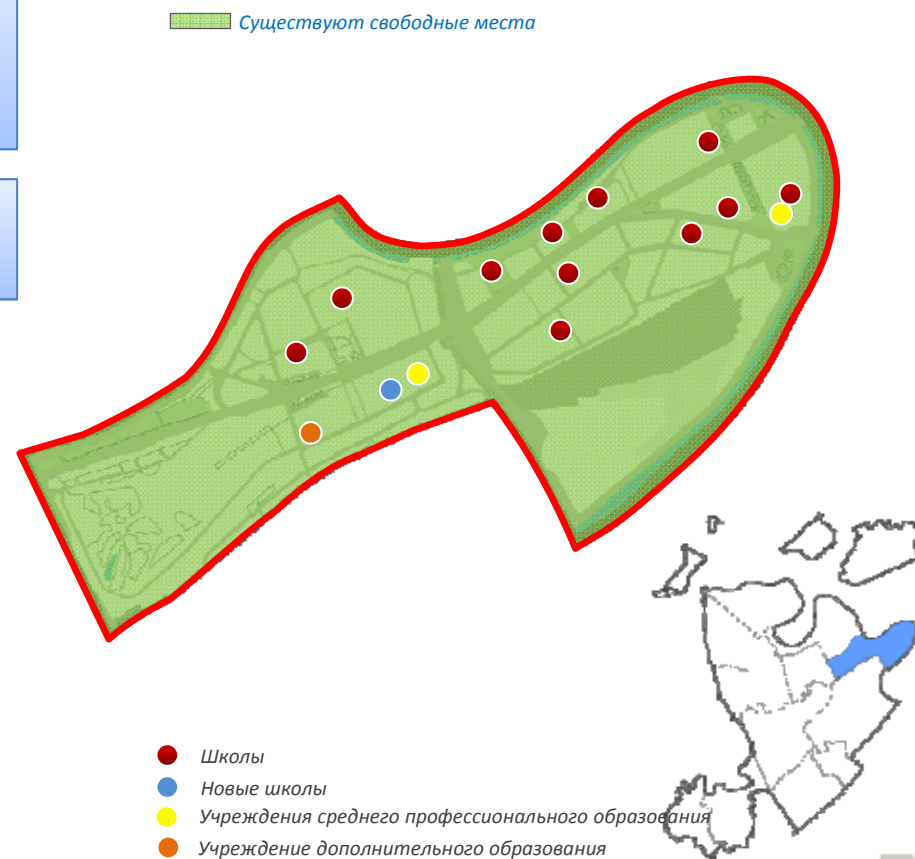 Существуют свободные места
Школы
Новые школы
Учреждения среднего профессионального образования
Учреждение дополнительного образования